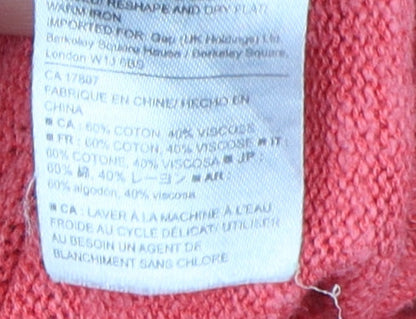 RESHAPE AND DRY FLAT/
WARM IRON
IMPORTED FOR: Gap (UK Holdings) Ltd.
Berkeley Square House / Berkeley Square,
London W1J 6BS
CA 17897
FABRIQUE EN CHINE/ HECHO EN
CHINA
■ CA : 60% COTON, 40% VISCOSE
■ FR : 60% COTON, 40% VISCOSE ■ IT :
60% COTONE, 40% VISCOSA ■ JP :
60% 綿, 40% レーヨン ■ AR :
60% algodón, 40% viscosa
■ CA : LAVER À LA MACHINE À L'EAU
FROIDE AU CYCLE DÉLICAT/ UTILISER
AU BESOIN UN AGENT DE
BLANCHIMENT SANS CHLORE